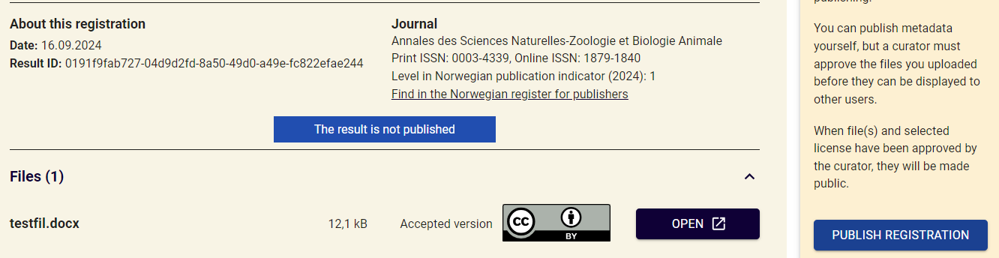 About this registration
Date: 16.09.2024
Result ID: 0191f9fab727-04d9d2fd-8a50-49d0-a49e-fc822efae244
Journal
Annales des Sciences Naturelles-Zoologie et Biologie Animale
Print ISSN: 0003-4339, Online ISSN: 1879-1840
Level in Norwegian publication indicator (2024): 1
Find in the Norwegian register for publishers
The result is not published
Files (1)
testfil.docx
12,1 kB
Accepted version
CC
BY
OPEN
publishing.
You can publish metadata
yourself, but a curator must
approve the files you uploaded
before they can be displayed to
other users.
When file(s) and selected
license have been approved by
the curator, they will be made
public.
PUBLISH REGISTRATION